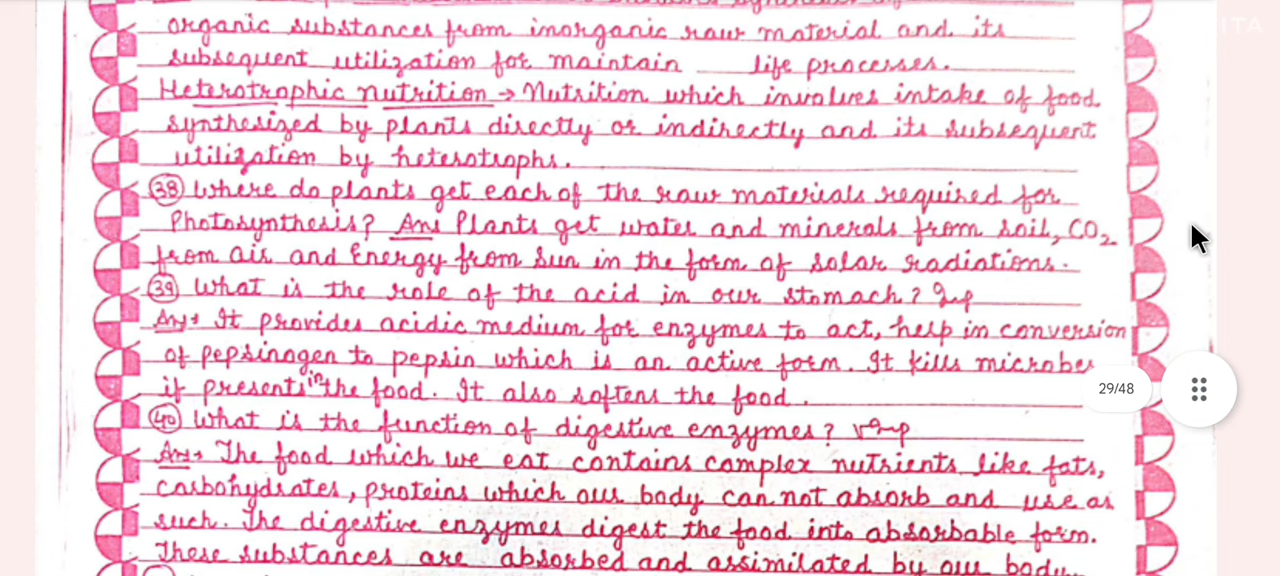 organic substances from inorganic raw material and its
subsequent utilization for maintain life processes.
Heterotrophic nutrition → Nutrition which involves intake of food
synthesized by plants directly or indirectly and its subsequent
utilization by heterotrophs.
38 Where do plants get each of the raw materials required for
Photosynthesis? Ans Plants get water and minerals from soil, CO₂
from air and Energy from Sun in the form of solar radiations.
39 What is the role of the acid in our stomach? Imp
Ans→ It provides acidic medium for enzymes to act, help in conversion
of pepsinogen to pepsin which is an active form. It kills microbes
if presents in the food. It also softens the food.
40 What is the function of digestive enzymes? VImp
Ans→ The food which we eat contains complex nutrients like fats,
carbohydrates, proteins which our body can not absorb and use as
such. The digestive enzymes digest the food into absorbable form.
These substances are absorbed and assimilated by our body.
29/48